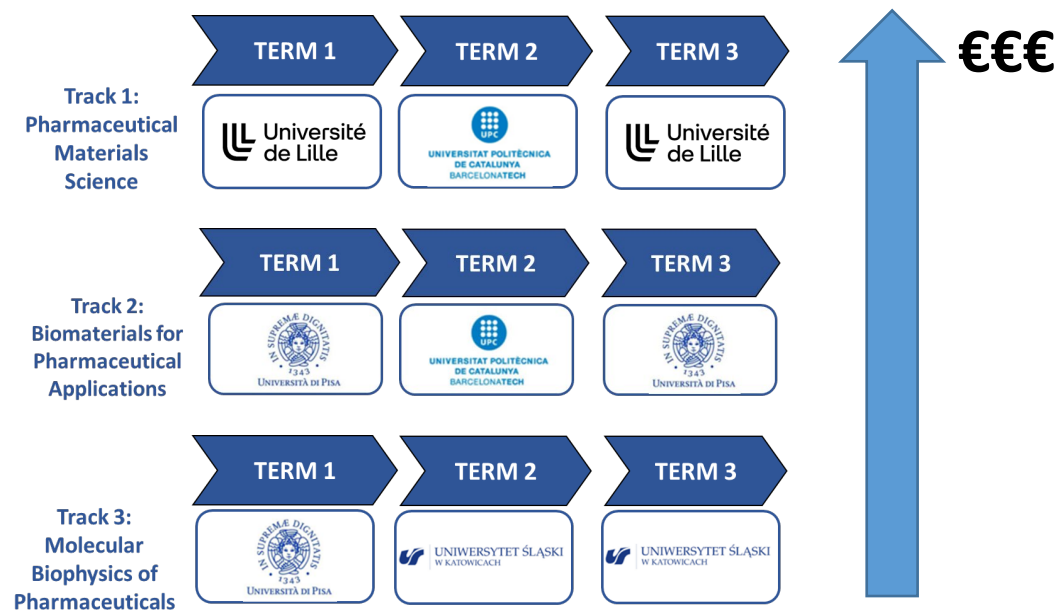 TERM 1
TERM 2
TERM 3
€€€
Track 1:
Pharmaceutical
Materials
Science
Université
de Lille
UPC
UNIVERSITAT POLITÈCNICA
DE CATALUNYA
BARCELONATECH
Université
de Lille
TERM 1
TERM 2
TERM 3
Track 2:
Biomaterials for
Pharmaceutical
Applications
IN SUPREMÆ DIGNITATIS
1343
UNIVERSITÀ DI PISA
UPC
UNIVERSITAT POLITÈCNICA
DE CATALUNYA
BARCELONATECH
IN SUPREMÆ DIGNITATIS
1343
UNIVERSITÀ DI PISA
TERM 1
TERM 2
TERM 3
Track 3:
Molecular
Biophysics of
Pharmaceuticals
IN SUPREMÆ DIGNITATIS
1343
UNIVERSITÀ DI PISA
UNIWERSYTET ŚLĄSKI
W KATOWICACH
UNIWERSYTET ŚLĄSKI
W KATOWICACH